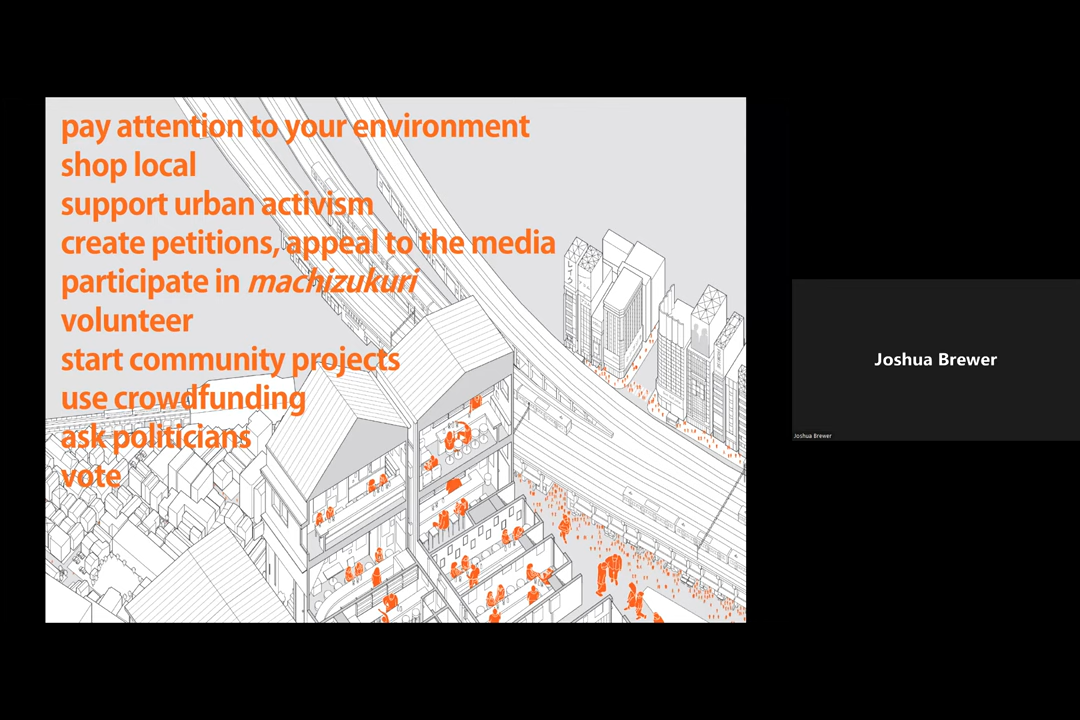 pay attention to your environment
shop local
support urban activism
create petitions, appeal to the media
participate in machizukuri
volunteer
start community projects
use crowdfunding
ask politicians
vote
Joshua Brewer
Joshua Brewer